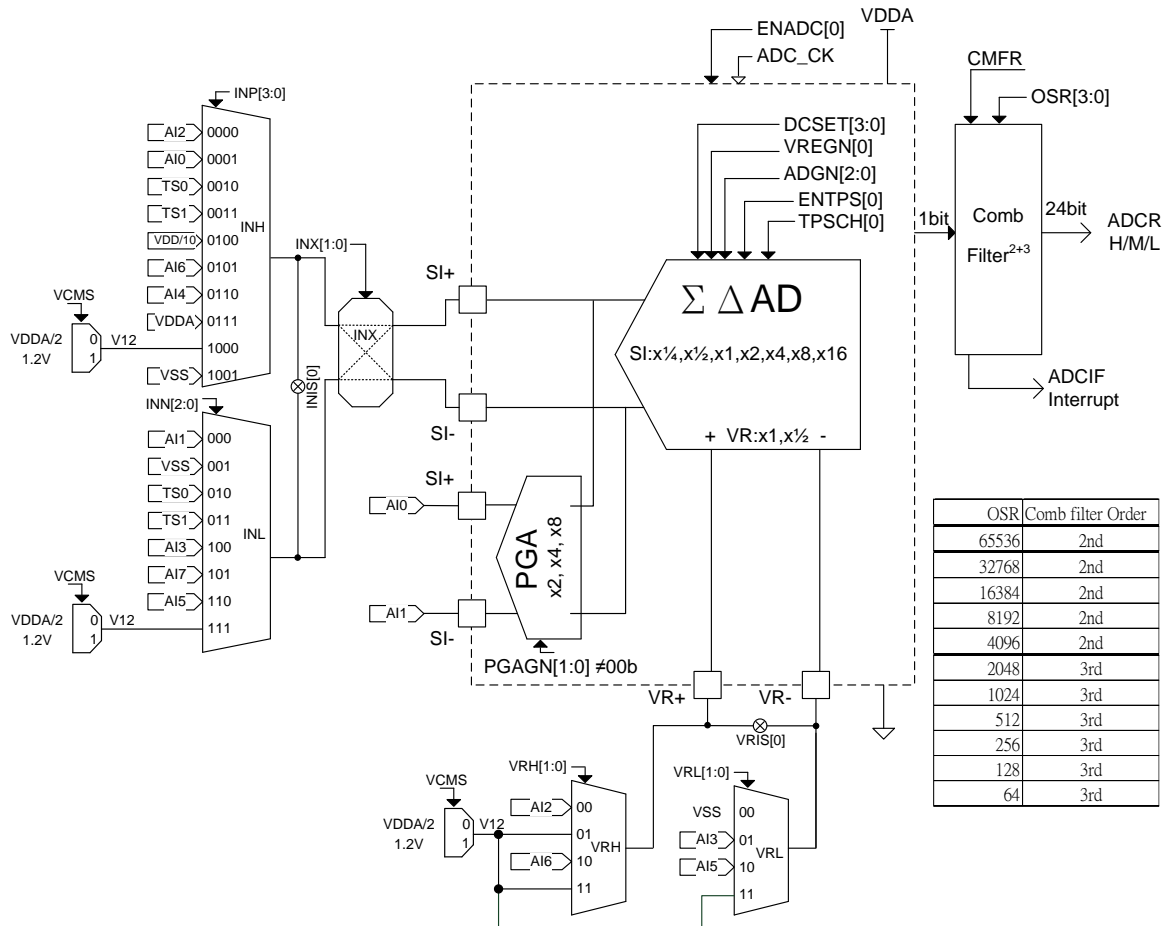 ENADC[0]
VDDA
ADC_CK
CMFR
OSR[3:0]
INP[3:0]
AI2 0000
AI0 0001
TS0 0010
TS1 0011
VDD/10 0100
AI6 0101
AI4 0110
VDDA 0111
1000
VSS 1001
INH
VCMS
VDDA/2 0
1.2V 1
V12
INX[1:0]
INX
INIS[0]
INN[2:0]
AI1 000
VSS 001
TS0 010
TS1 011
AI3 100
AI7 101
AI5 110
111
INL
VCMS
VDDA/2 0
1.2V 1
V12
SI+
SI-
DCSET[3:0]
VREGN[0]
ADGN[2:0]
ENTPS[0]
TPSCH[0]
Σ Δ AD
SI:x¼,x½,x1,x2,x4,x8,x16
+ VR:x1,x½ -
1bit
Comb
Filter2+3
24bit
ADCR
H/M/L
ADCIF
Interrupt
SI+
AI0
PGA
x2, x4, x8
AI1
SI-
PGAGN[1:0] ≠00b
VR+
VR-
VRIS[0]
VRH[1:0]
VCMS
VDDA/2 0
1.2V 1
V12
AI2 00
01
AI6 10
11
VRH
VRL[1:0]
VSS 00
AI3 01
AI5 10
11
VRL
OSR Comb filter Order
65536 2nd
32768 2nd
16384 2nd
8192 2nd
4096 2nd
2048 3rd
1024 3rd
512 3rd
256 3rd
128 3rd
64 3rd